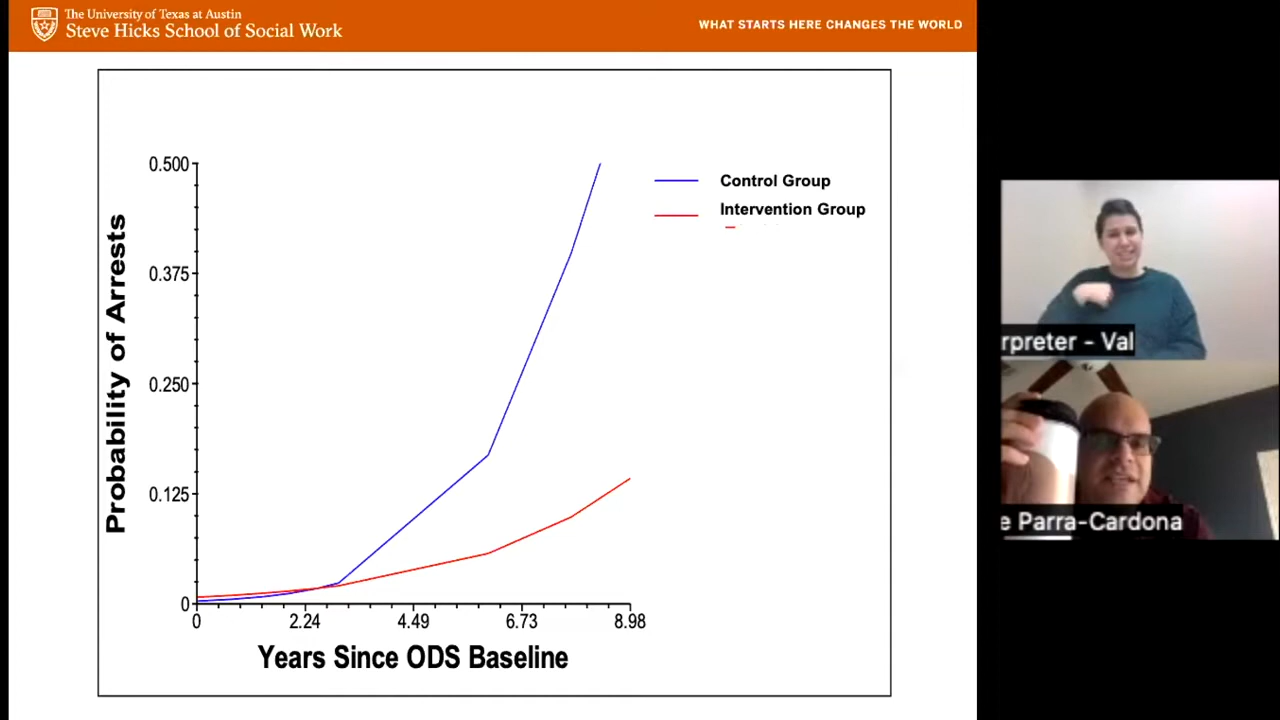 The University of Texas at Austin
Steve Hicks School of Social Work
WHAT STARTS HERE CHANGES THE WORLD
0.500
0.375
0.250
0.125
0
Probability of Arrests
Control Group
Intervention Group
0 2.24 4.49 6.73 8.98
Years Since ODS Baseline
rpreter - Val
e Parra-Cardona